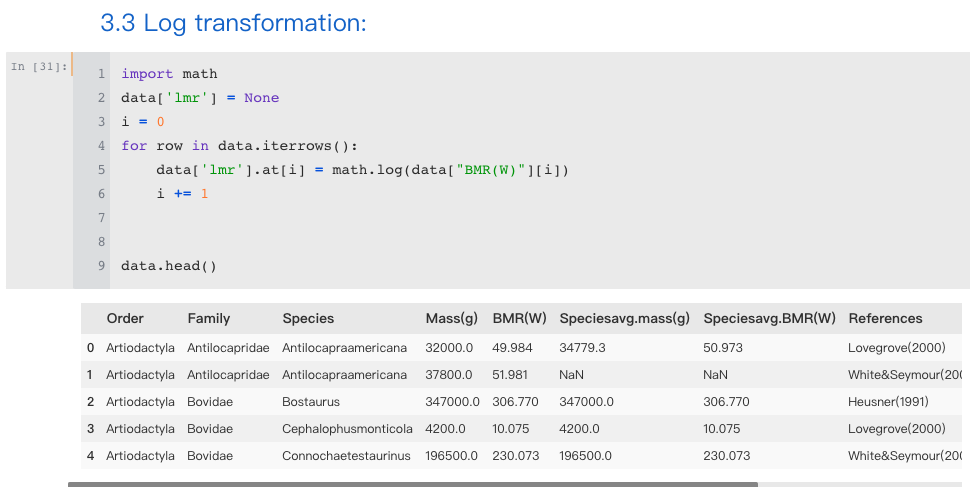 3.3 Log transformation:
In [31]:
1 import math
2 data['lmr'] = None
3 i = 0
4 for row in data.iterrows():
5     data['lmr'].at[i] = math.log(data["BMR(W)"][i])
6     i += 1
7
8
9 data.head()
Order Family Species Mass(g) BMR(W) Speciesavg.mass(g) Speciesavg.BMR(W) References
0 Artiodactyla Antilocapridae Antilocapraamericana 32000.0 49.984 34779.3 50.973 Lovegrove(2000)
1 Artiodactyla Antilocapridae Antilocapraamericana 37800.0 51.981 NaN NaN White&Seymour(200
2 Artiodactyla Bovidae Bostaurus 347000.0 306.770 347000.0 306.770 Heusner(1991)
3 Artiodactyla Bovidae Cephalophusmonticola 4200.0 10.075 4200.0 10.075 Lovegrove(2000)
4 Artiodactyla Bovidae Connochaetestaurinus 196500.0 230.073 196500.0 230.073 White&Seymour(200